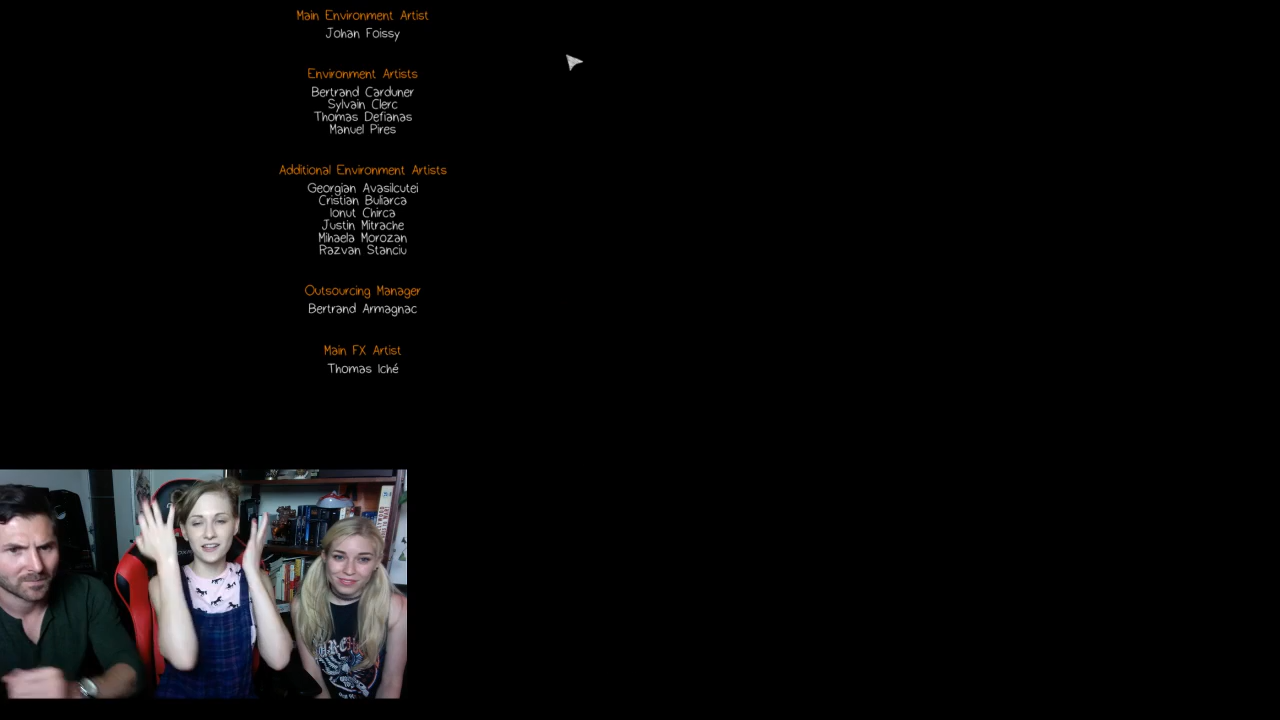 Main Environment Artist
Johan Foissy
Environment Artists
Bertrand Carduner
Sylvain Clerc
Thomas Defianas
Manuel Pires
Additional Environment Artists
Georgian Avasilcutei
Cristian Buliarca
Ionut Chirca
Justin Mitrache
Mihaela Morozan
Razvan Stanciu
Outsourcing Manager
Bertrand Armagnac
Main FX Artist
Thomas Iché